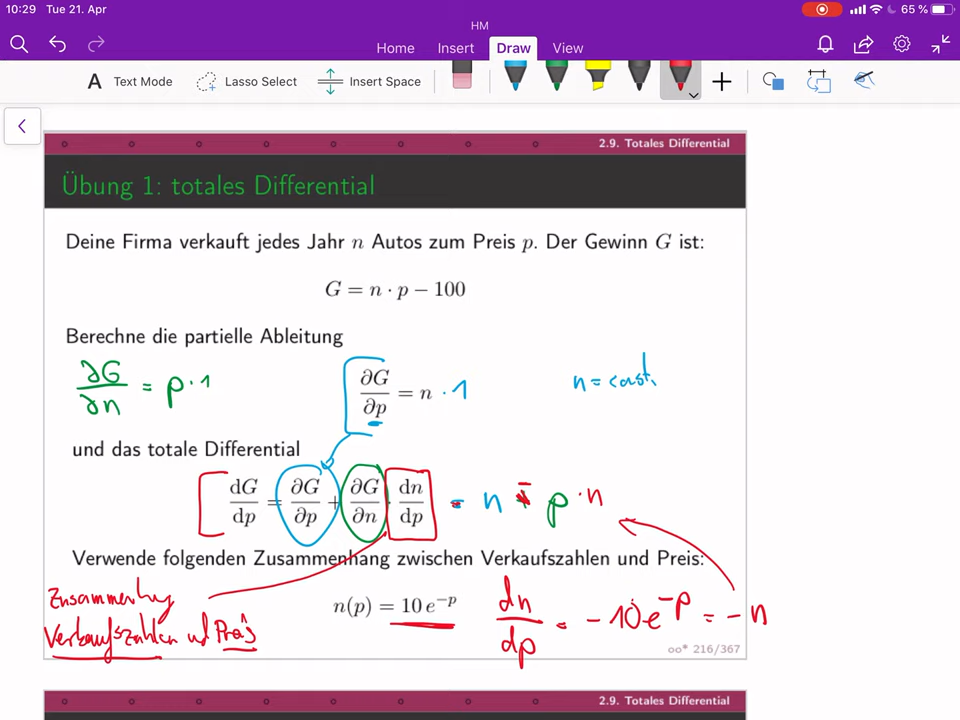 10:29 Tue 21. Apr
65 %
HM
Home Insert Draw View
A Text Mode Lasso Select Insert Space
2.9. Totales Differential
Übung 1: totales Differential
Deine Firma verkauft jedes Jahr n Autos zum Preis p. Der Gewinn G ist:
G = n · p − 100
Berechne die partielle Ableitung
∂G/∂n = p · 1
∂G/∂p = n · 1
n = const.
und das totale Differential
dG/dp = ∂G/∂p + ∂G/∂n · dn/dp = n − p · n
Verwende folgenden Zusammenhang zwischen Verkaufszahlen und Preis:
Zusammenhg
Verkaufszahlen und Preis
n(p) = 10 e^−p
dn/dp = −10 · e^−p = −n
oo* 216/367
2.9. Totales Differential